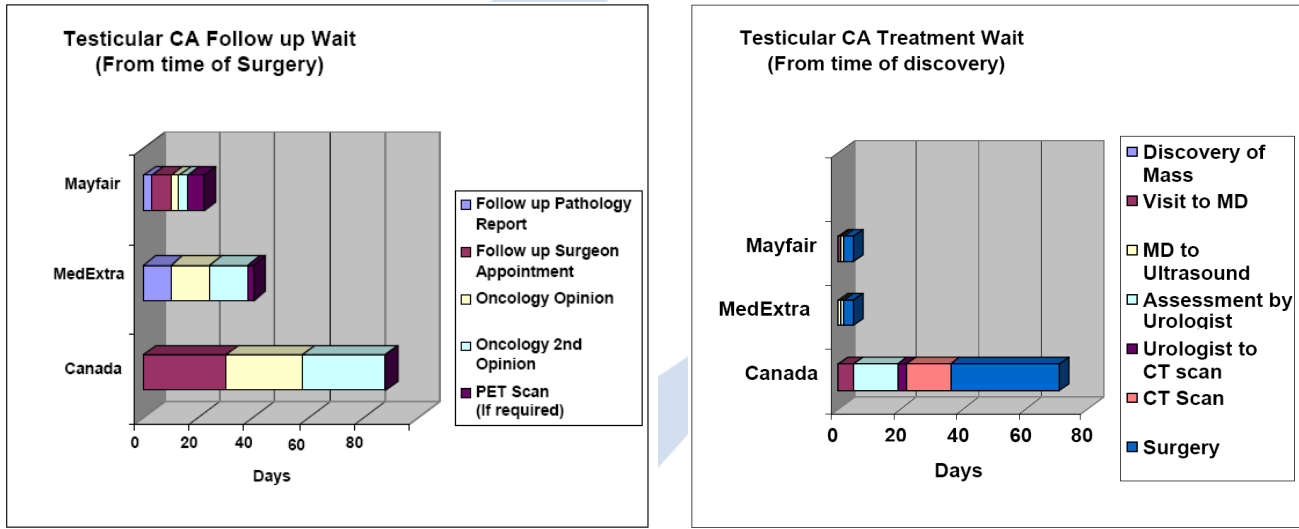 Testicular CA Follow up Wait
(From time of Surgery)
Mayfair
MedExtra
Canada
0 20 40 60 80
Days
Follow up Pathology
Report
Follow up Surgeon
Appointment
Oncology Opinion
Oncology 2nd
Opinion
PET Scan
(If required)
Testicular CA Treatment Wait
(From time of discovery)
Mayfair
MedExtra
Canada
0 20 40 60 80
Days
Discovery of
Mass
Visit to MD
MD to
Ultrasound
Assessment by
Urologist
Urologist to
CT scan
CT Scan
Surgery